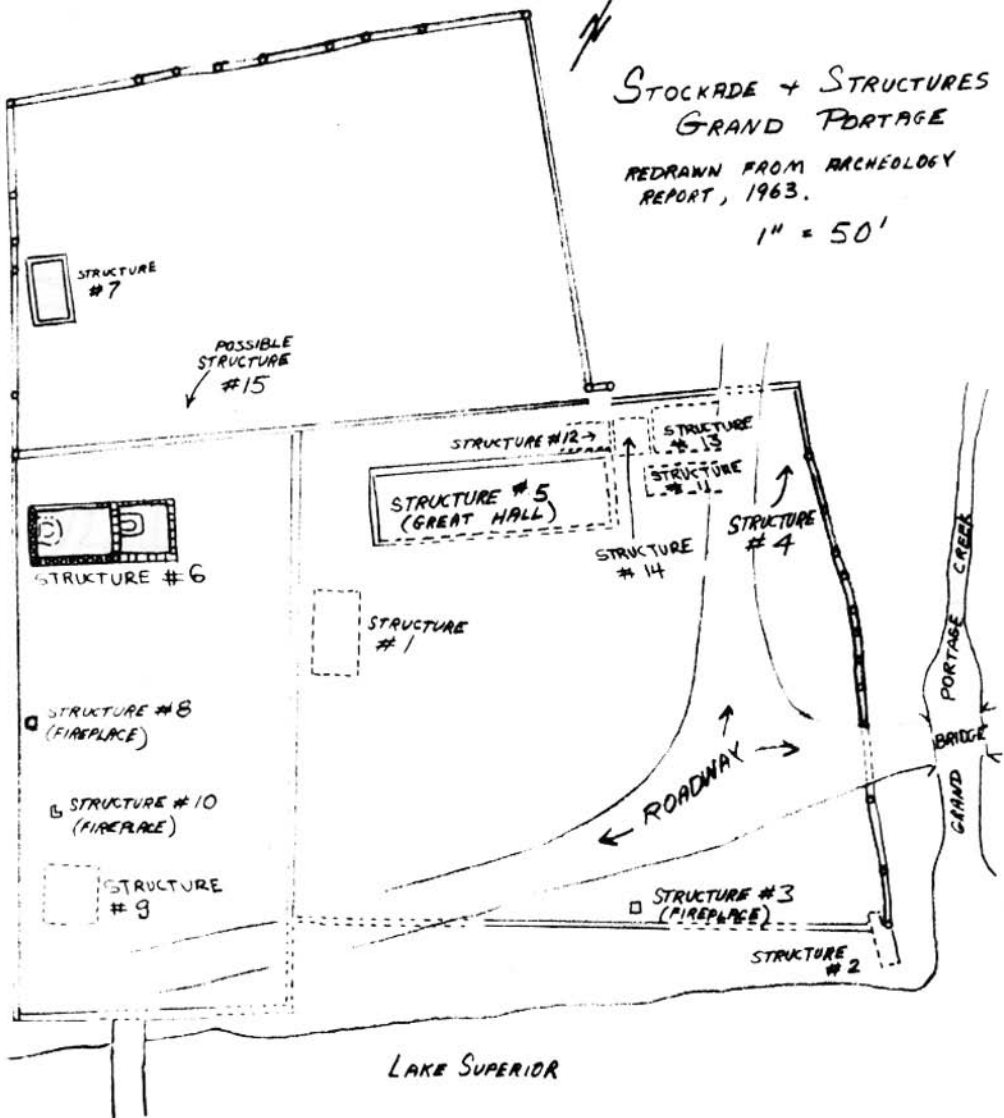 N
STOCKADE + STRUCTURES
GRAND PORTAGE
REDRAWN FROM ARCHEOLOGY
REPORT, 1963.
1" = 50'
STRUCTURE
#7
POSSIBLE
STRUCTURE
#15
STRUCTURE #12
STRUCTURE
# 13
STRUCTURE
# 11
STRUCTURE #5
(GREAT HALL)
STRUCTURE
# 14
STRUCTURE
# 4
STRUCTURE #6
STRUCTURE
# 1
STRUCTURE #8
(FIREPLACE)
STRUCTURE #10
(FIREPLACE)
STRUCTURE
#9
ROADWAY
GRAND PORTAGE CREEK
BRIDGE
STRUCTURE #3
(FIREPLACE)
STRUCTURE
#2
LAKE SUPERIOR